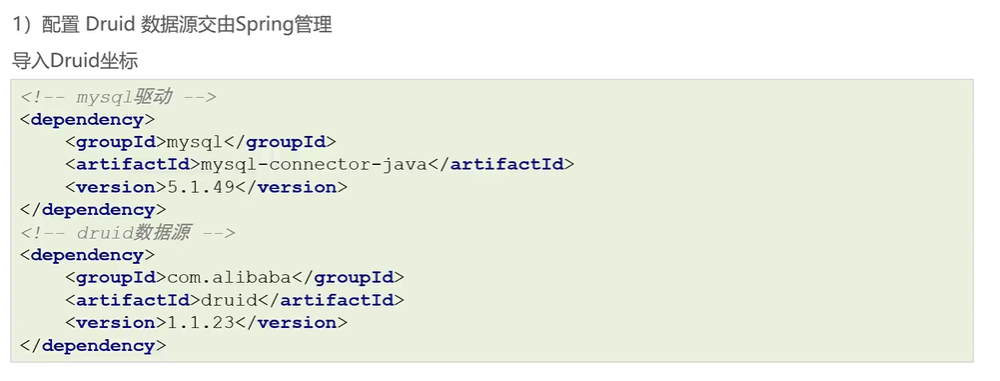 1）配置 Druid 数据源交由Spring管理
导入Druid坐标
<!-- mysql驱动 -->
<dependency>
    <groupId>mysql</groupId>
    <artifactId>mysql-connector-java</artifactId>
    <version>5.1.49</version>
</dependency>
<!-- druid数据源 -->
<dependency>
    <groupId>com.alibaba</groupId>
    <artifactId>druid</artifactId>
    <version>1.1.23</version>
</dependency>